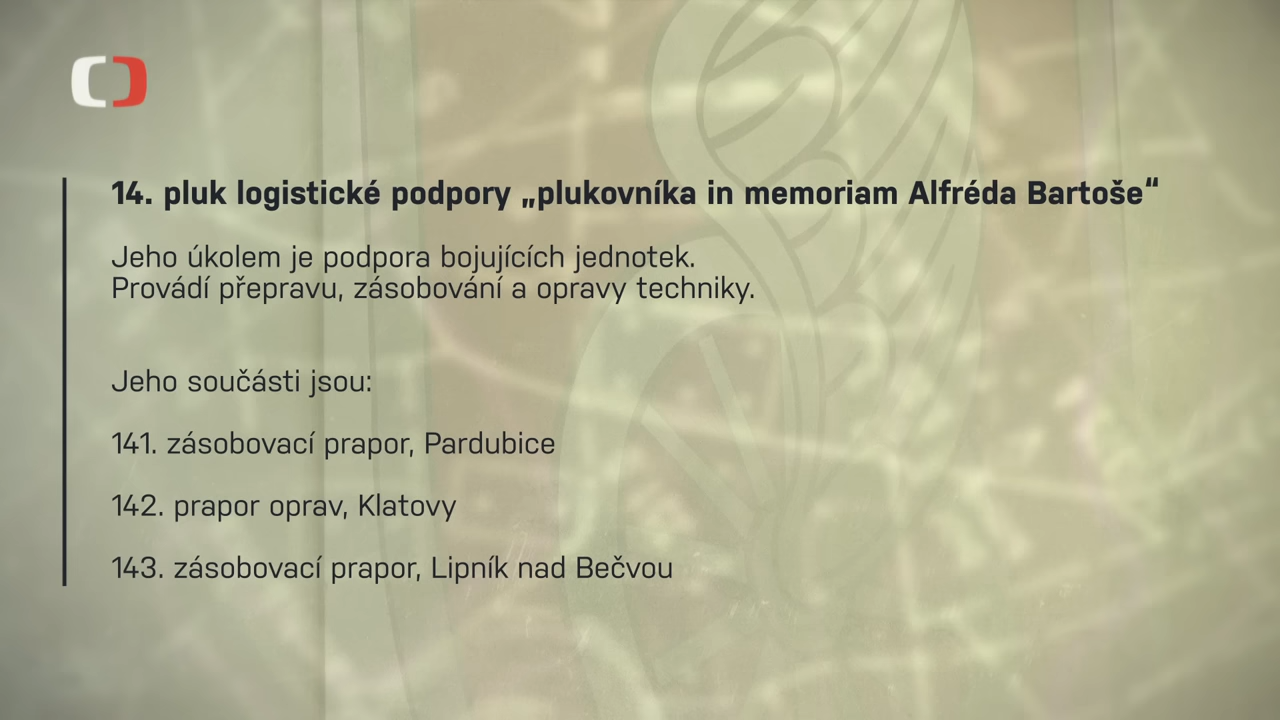 14. pluk logistické podpory „plukovníka in memoriam Alfréda Bartoše“
Jeho úkolem je podpora bojujících jednotek.
Provádí přepravu, zásobování a opravy techniky.
Jeho součásti jsou:
141. zásobovací prapor, Pardubice
142. prapor oprav, Klatovy
143. zásobovací prapor, Lipník nad Bečvou